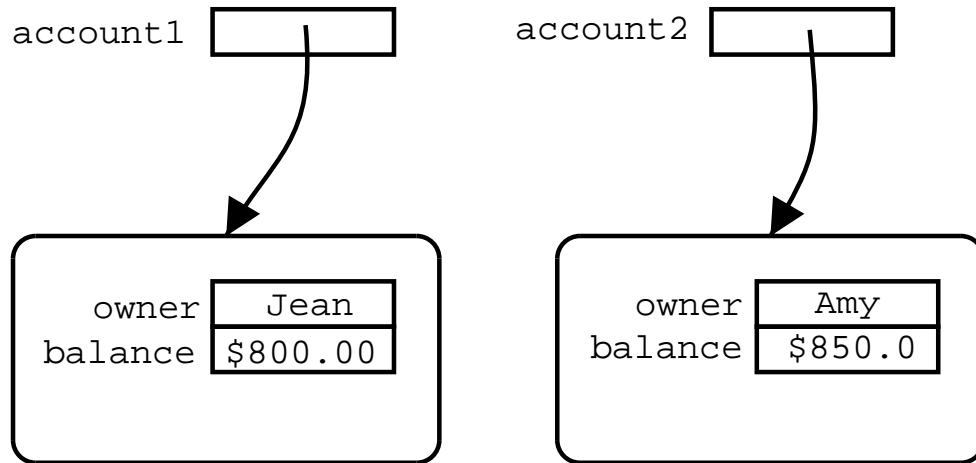 account1
account2
owner Jean
balance $800.00
owner Amy
balance $850.0